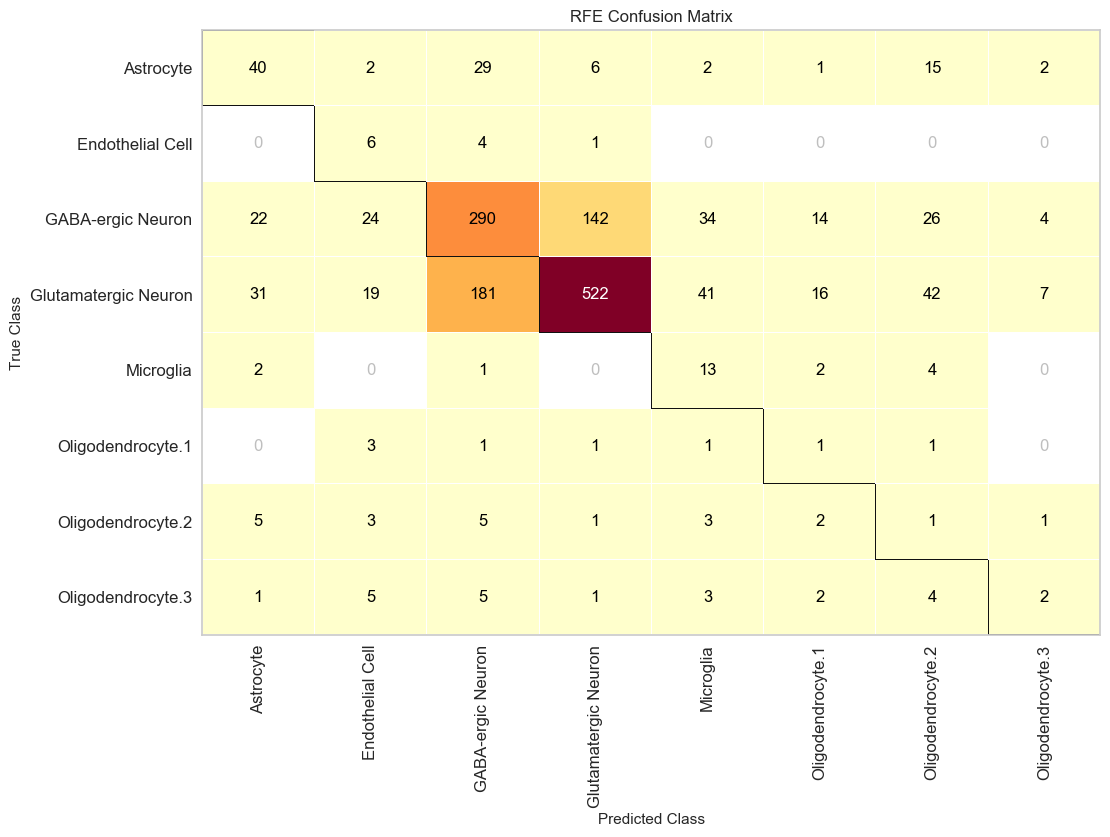 RFE Confusion Matrix
True Class
Astrocyte 40 2 29 6 2 1 15 2
Endothelial Cell 0 6 4 1 0 0 0 0
GABA-ergic Neuron 22 24 290 142 34 14 26 4
Glutamatergic Neuron 31 19 181 522 41 16 42 7
Microglia 2 0 1 0 13 2 4 0
Oligodendrocyte.1 0 3 1 1 1 1 1 0
Oligodendrocyte.2 5 3 5 1 3 2 1 1
Oligodendrocyte.3 1 5 5 1 3 2 4 2
Astrocyte
Endothelial Cell
GABA-ergic Neuron
Glutamatergic Neuron
Microglia
Oligodendrocyte.1
Oligodendrocyte.2
Oligodendrocyte.3
Predicted Class